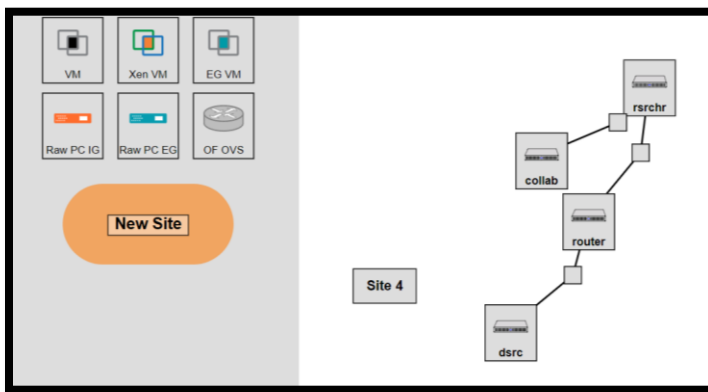 VM
Xen VM
EG VM
Raw PC IG
Raw PC EG
OF OVS
New Site
rsrchr
collab
router
Site 4
dsrc